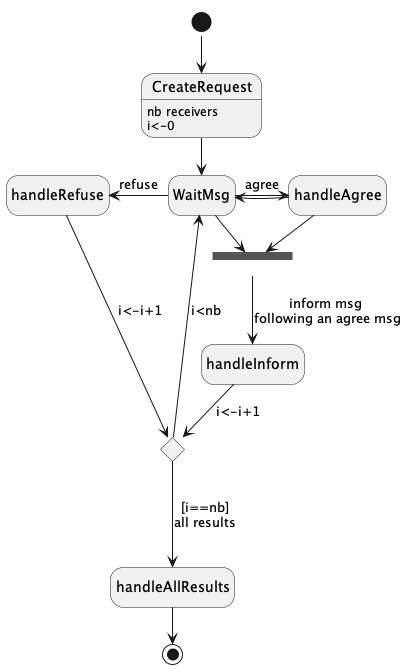 CreateRequest
nb receivers
i<-0
handleRefuse
refuse
WaitMsg
agree
handleAgree
i<-i+1
i<nb
inform msg
following an agree msg
handleInform
i<-i+1
[i==nb]
all results
handleAllResults